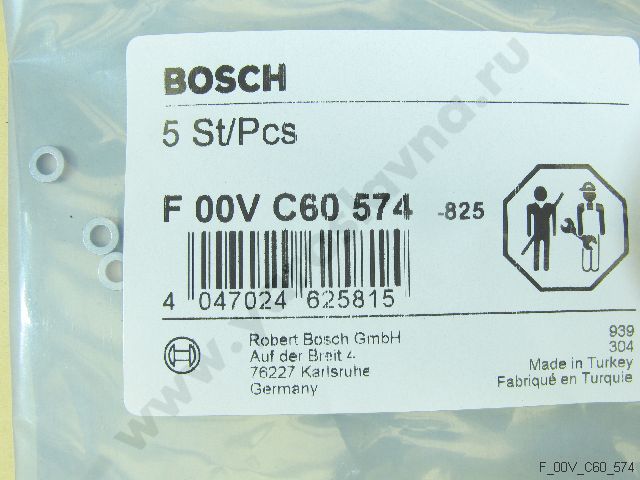 BOSCH
5 St/Pcs
F 00V C60 574 -825
4 047024 625815
Robert Bosch GmbH
Auf der Breit 4
76227 Karlsruhe
Germany
939
304
Made in Turkey
Fabriqué en Turquie
F_00V_C60_574